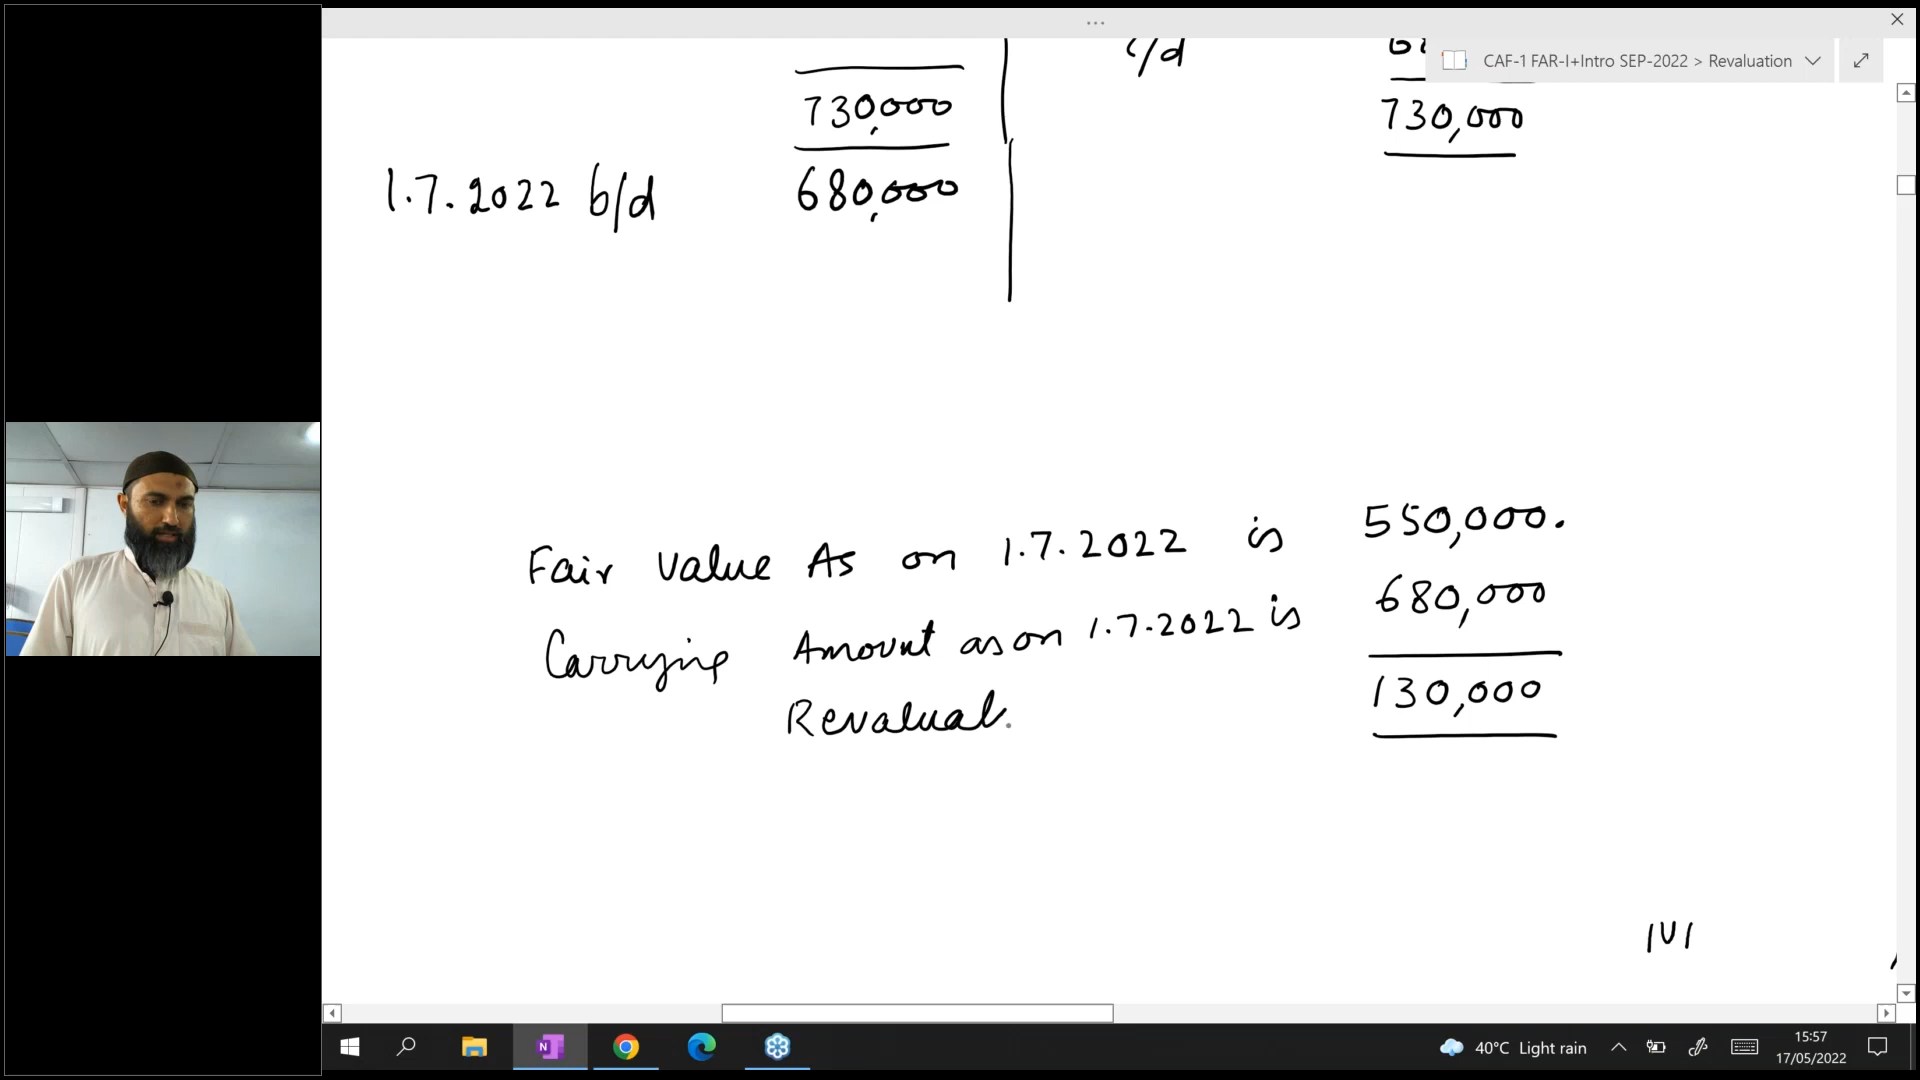 CAF-1 FAR-I+Intro SEP-2022 > Revaluation
c/d
730,000
730,000
1.7.2022 b/d 680,000
Fair Value As on 1.7.2022 is 550,000.
Carrying Amount as on 1.7.2022 is 680,000
Revalual. 130,000
40°C Light rain
15:57
17/05/2022